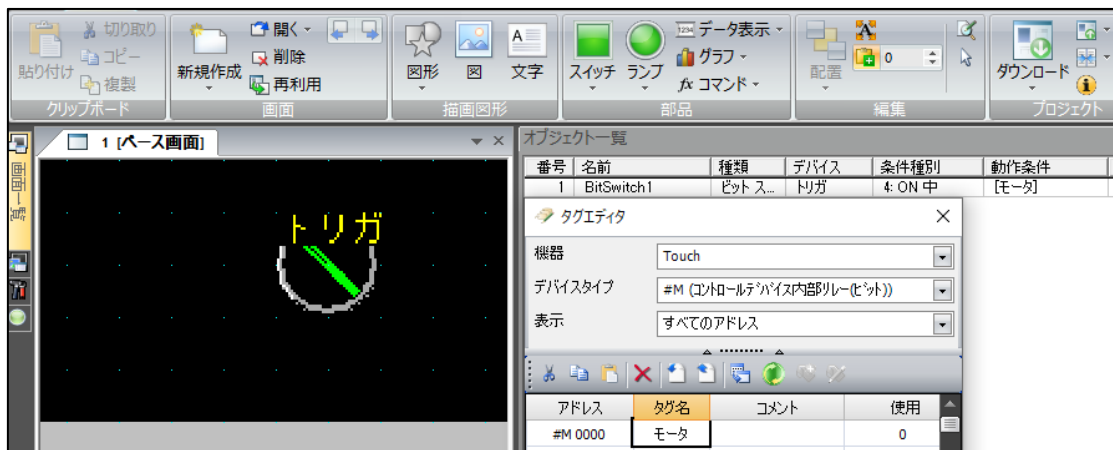 貼り付け
切り取り
コピー
複製
クリップボード
新規作成
開く
削除
再利用
画面
図形
図
文字
描画図形
スイッチ
ランプ
データ表示
グラフ
fx コマンド
部品
配置
0
編集
ダウンロード
プロジェクト
画面一覧
1 [ベース画面]
トリガ
オブジェクト一覧
番号 名前 種類 デバイス 条件種別 動作条件
1 BitSwitch1 ビット ス... トリガ 4: ON 中 [モータ]
タグエディタ
機器 Touch
デバイスタイプ #M (コントロールデバイス内部リレー(ビット))
表示 すべてのアドレス
アドレス タグ名 コメント 使用
#M 0000 モータ 0